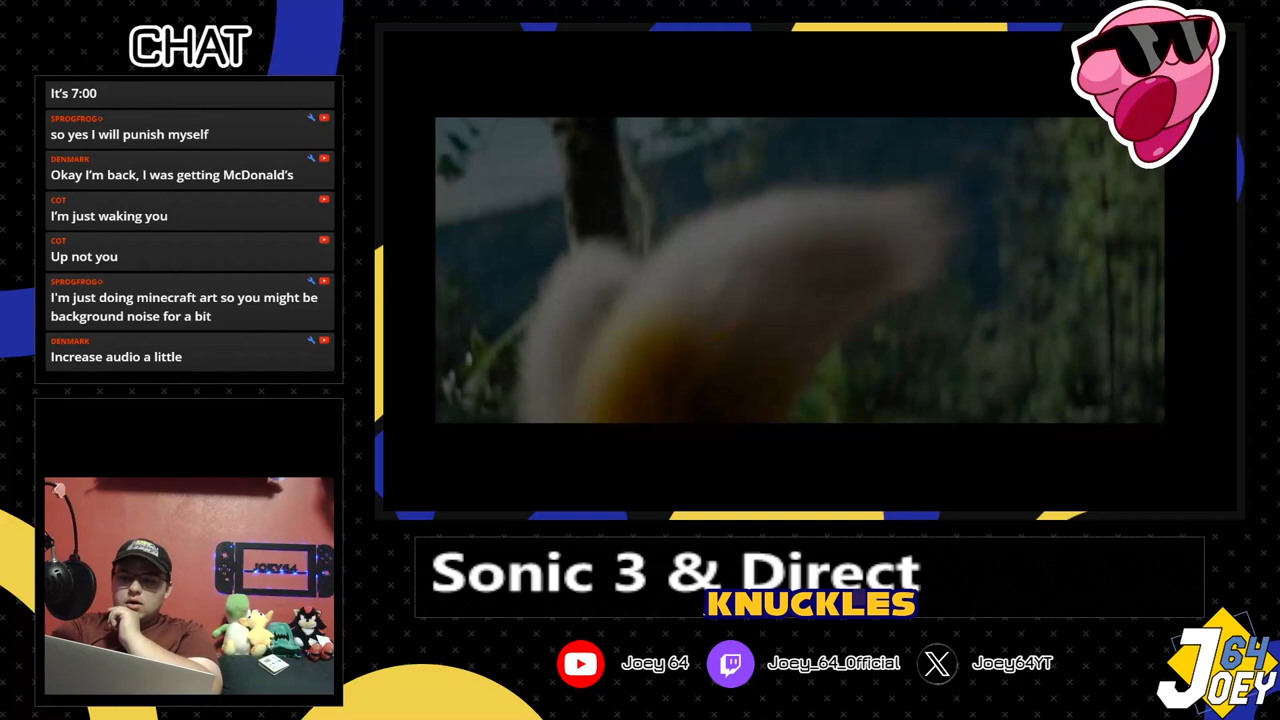 CHAT
It's 7:00
SPROGFROG
so yes I will punish myself
DENMARK
Okay I'm back, I was getting McDonald's
COT
I'm just waking you
COT
Up not you
SPROGFROG
I'm just doing minecraft art so you might be
background noise for a bit
DENMARK
Increase audio a little
JOEY64
Sonic 3 & Direct
KNUCKLES
Joey 64
Joey_64_Official
Joey64YT
JOEY
64